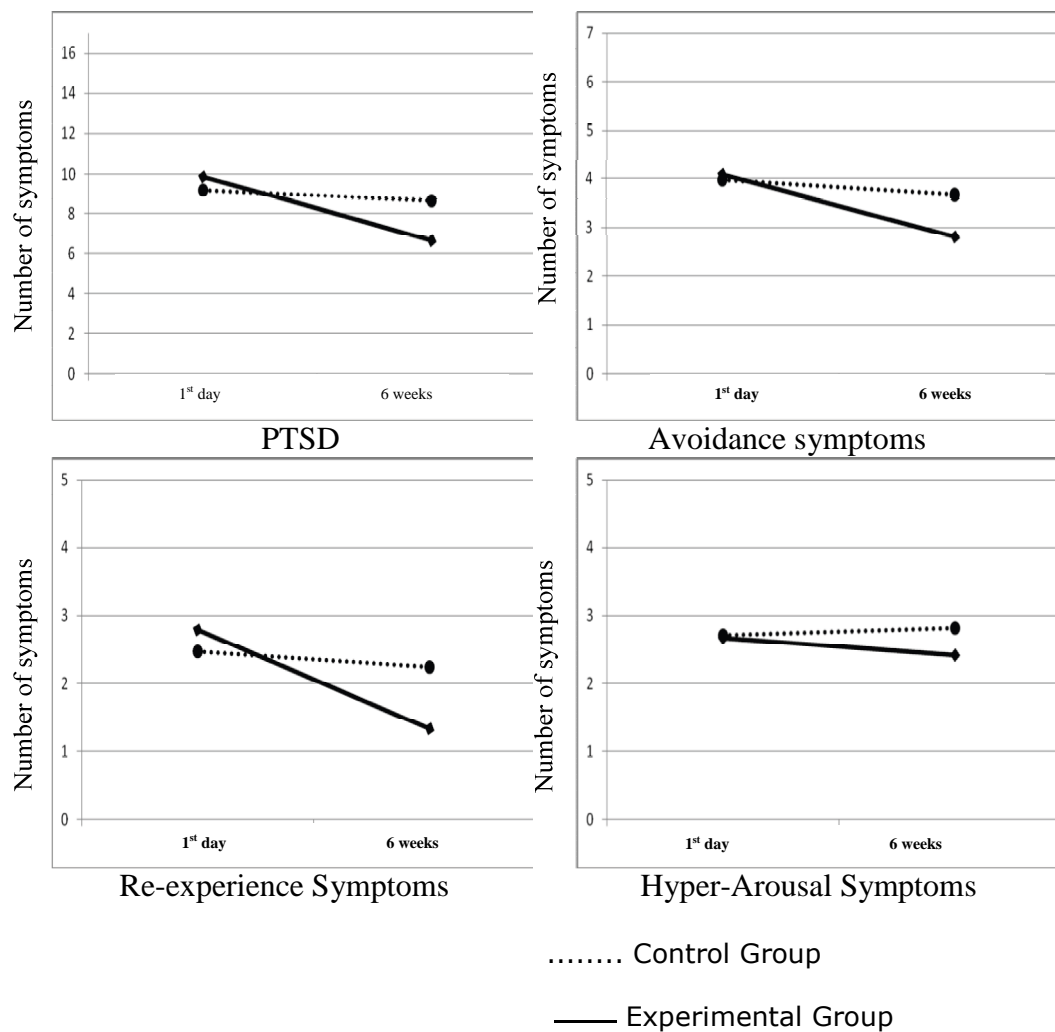 Number of symptoms
16
14
12
10
8
6
4
2
0
1st day 6 weeks
PTSD
Number of symptoms
7
6
5
4
3
2
1
0
1st day 6 weeks
Avoidance symptoms
Number of symptoms
5
4
3
2
1
0
1st day 6 weeks
Re-experience Symptoms
Number of symptoms
5
4
3
2
1
0
1st day 6 weeks
Hyper-Arousal Symptoms
........ Control Group
Experimental Group